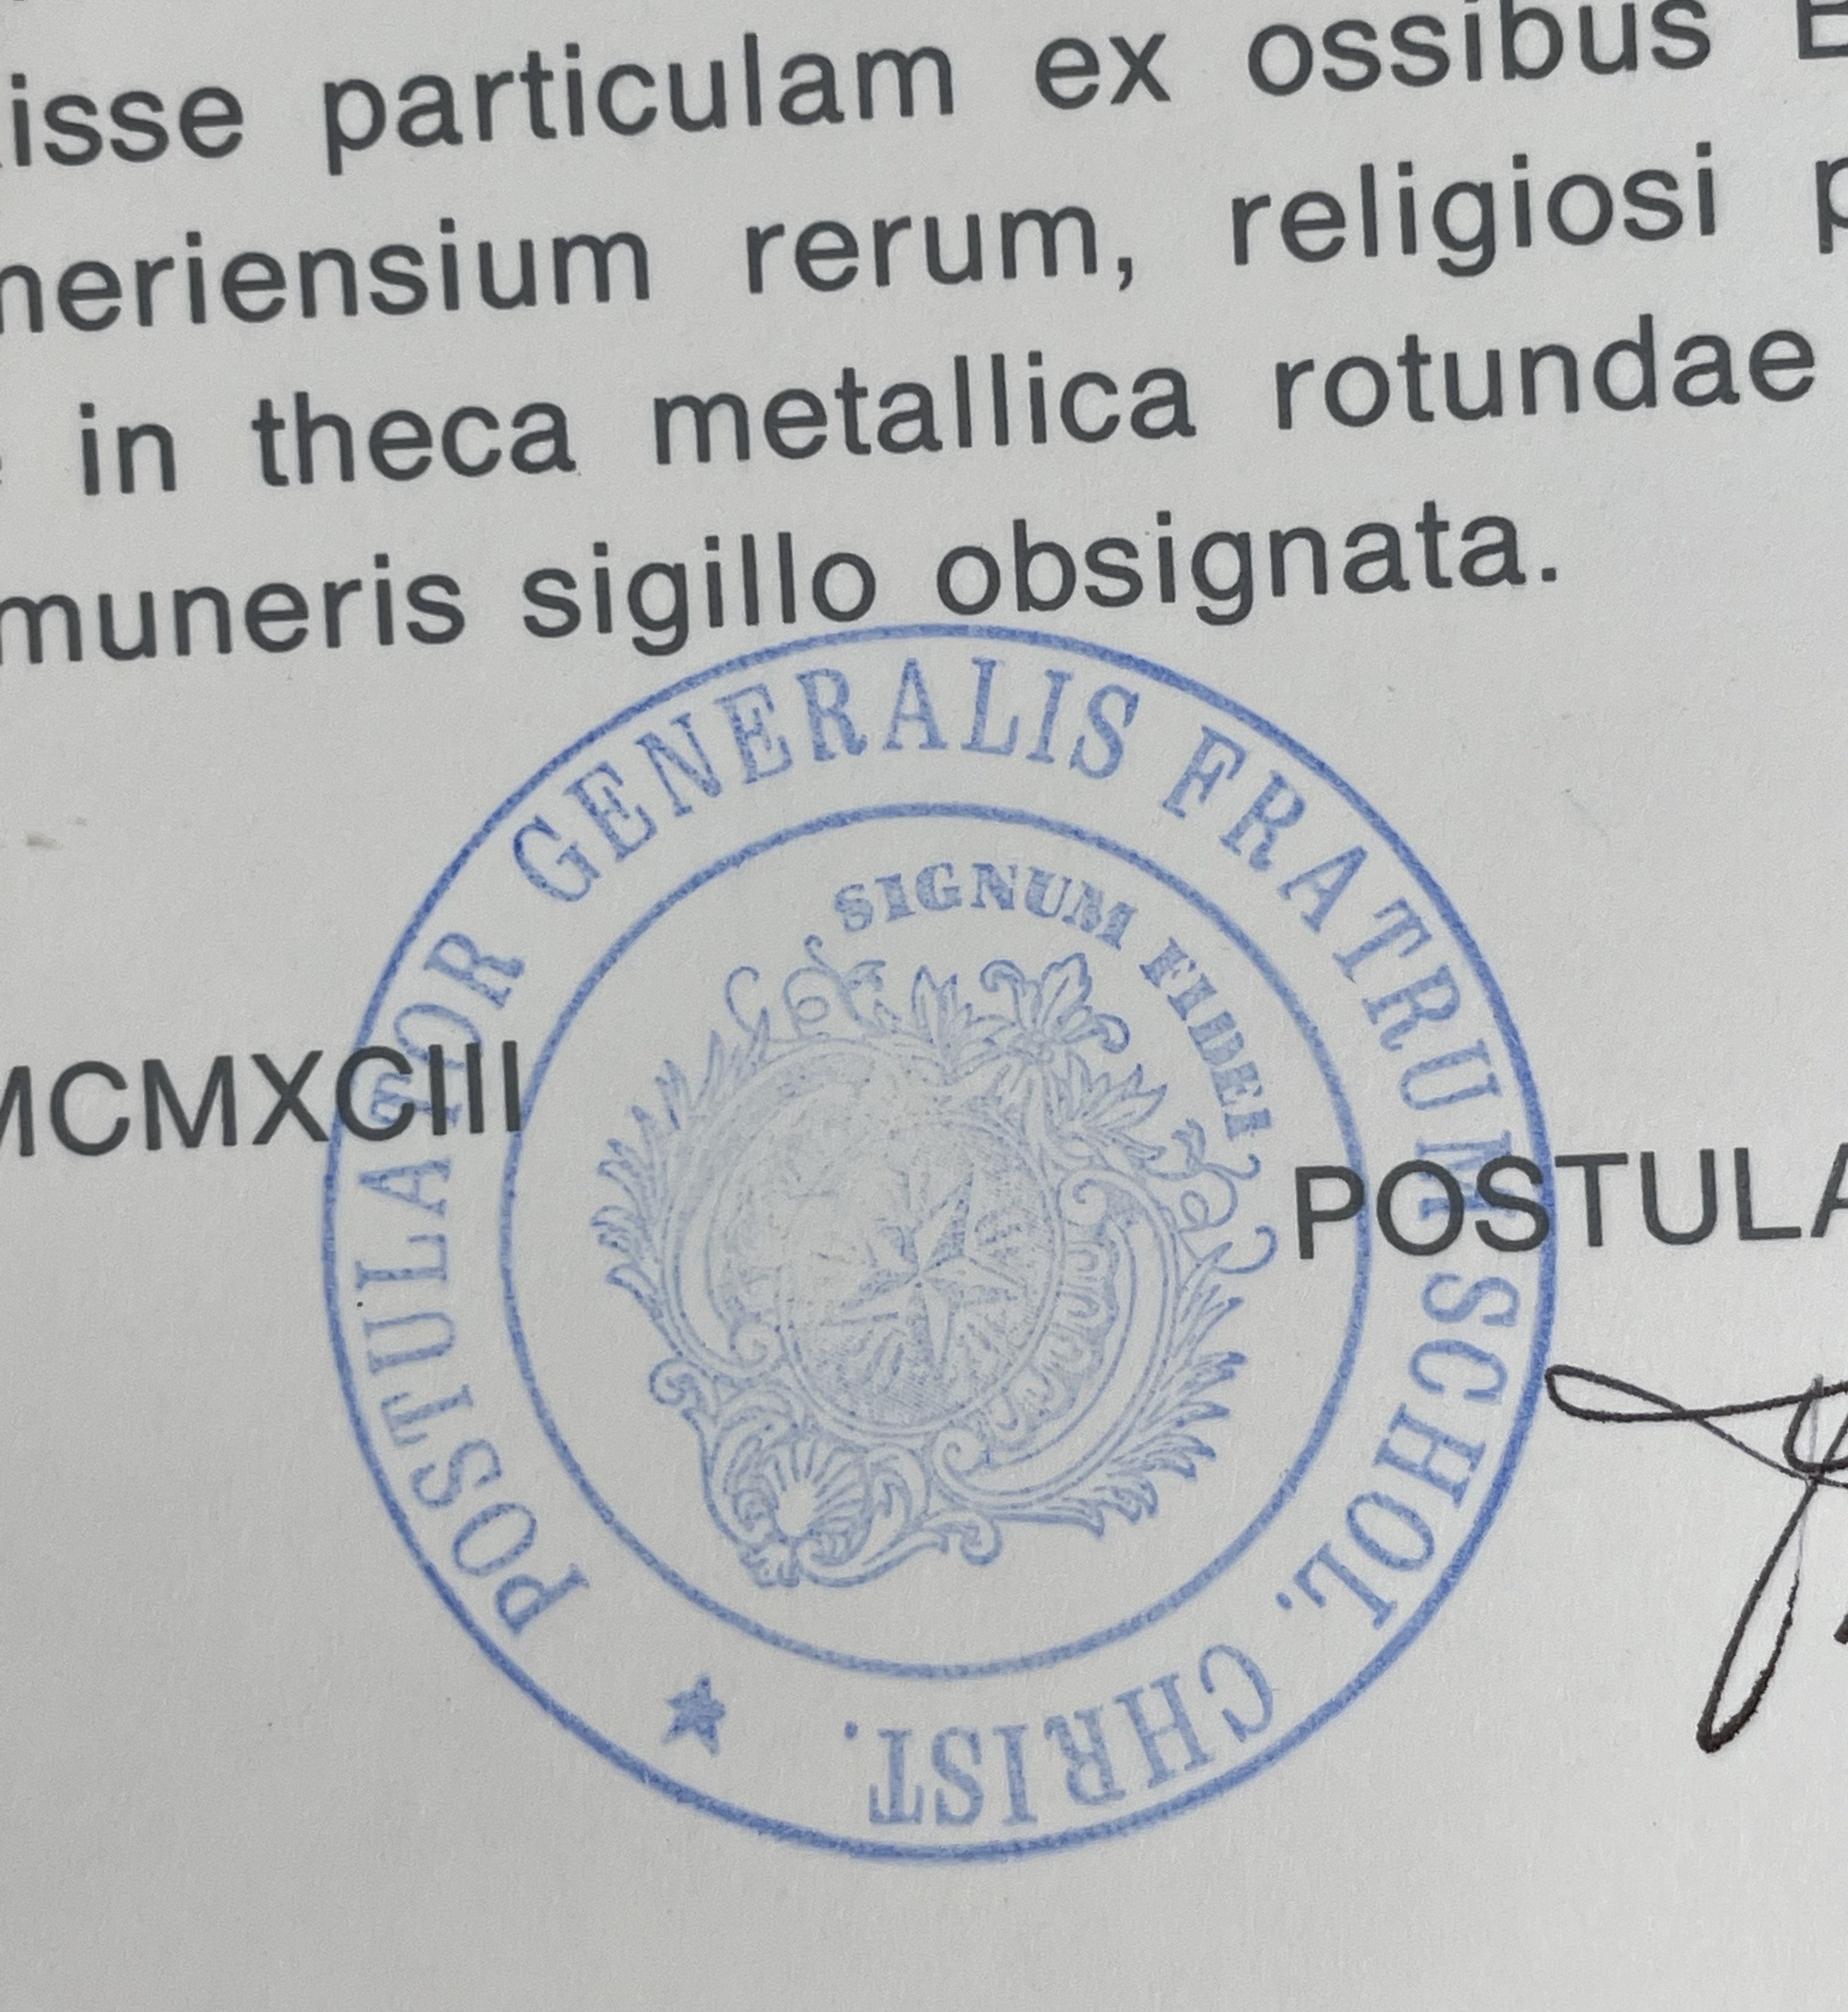 isse particulam ex ossibus
neriensium rerum, religiosi p
in theca metallica rotundae
muneris sigillo obsignata.
MCMXCIII
POSTULA
POSTULATOR GENERALIS FRATRUM SCHOL. CHRIST.
SIGNUM FIDEI